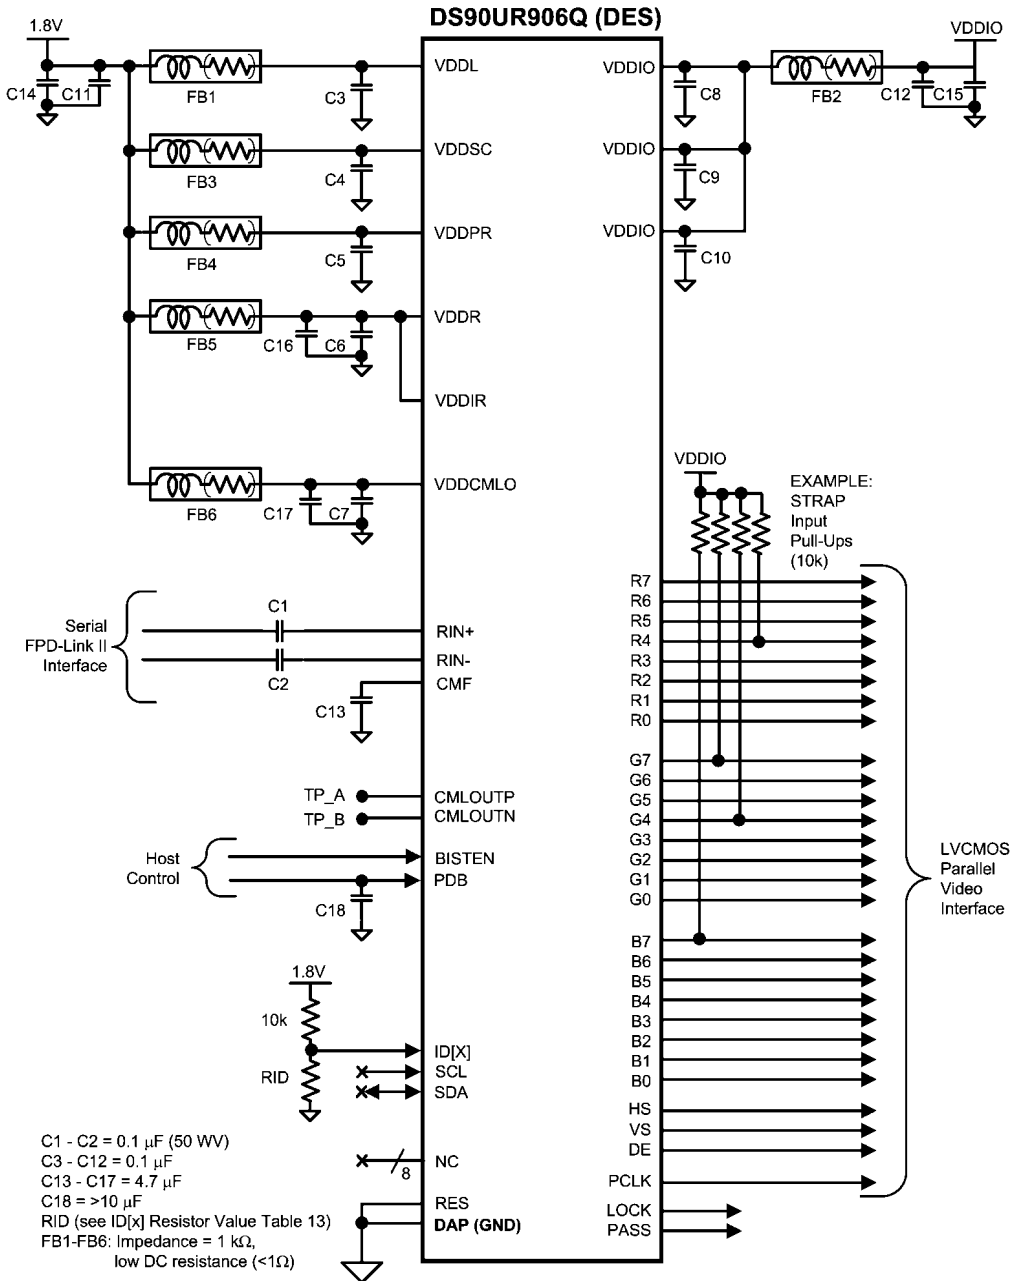 DS90UR906Q (DES)
1.8V
VDDIO
VDDL
VDDIO
C14
C11
FB1
C3
C8
FB2
C12
C15
VDDSC
VDDIO
FB3
C4
C9
VDDPR
VDDIO
FB4
C5
C10
VDDR
FB5
C16
C6
VDDIR
VDDIO
VDDCMLO
FB6
C17
C7
EXAMPLE:
STRAP
Input
Pull-Ups
(10k)
R7
R6
R5
R4
R3
R2
R1
R0
Serial
FPD-Link II
Interface
C1
RIN+
RIN-
C2
CMF
C13
G7
G6
G5
G4
G3
G2
G1
G0
TP_A
CMLOUTP
TP_B
CMLOUTN
Host
Control
BISTEN
PDB
C18
LVCMOS
Parallel
Video
Interface
B7
B6
B5
B4
B3
B2
B1
B0
1.8V
10k
ID[X]
RID
SCL
SDA
HS
VS
DE
PCLK
LOCK
PASS
NC
8
RES
DAP (GND)
C1 - C2 = 0.1 μF (50 WV)
C3 - C12 = 0.1 μF
C13 - C17 = 4.7 μF
C18 = >10 μF
RID (see ID[x] Resistor Value Table 13)
FB1-FB6: Impedance = 1 kΩ,
low DC resistance (<1Ω)